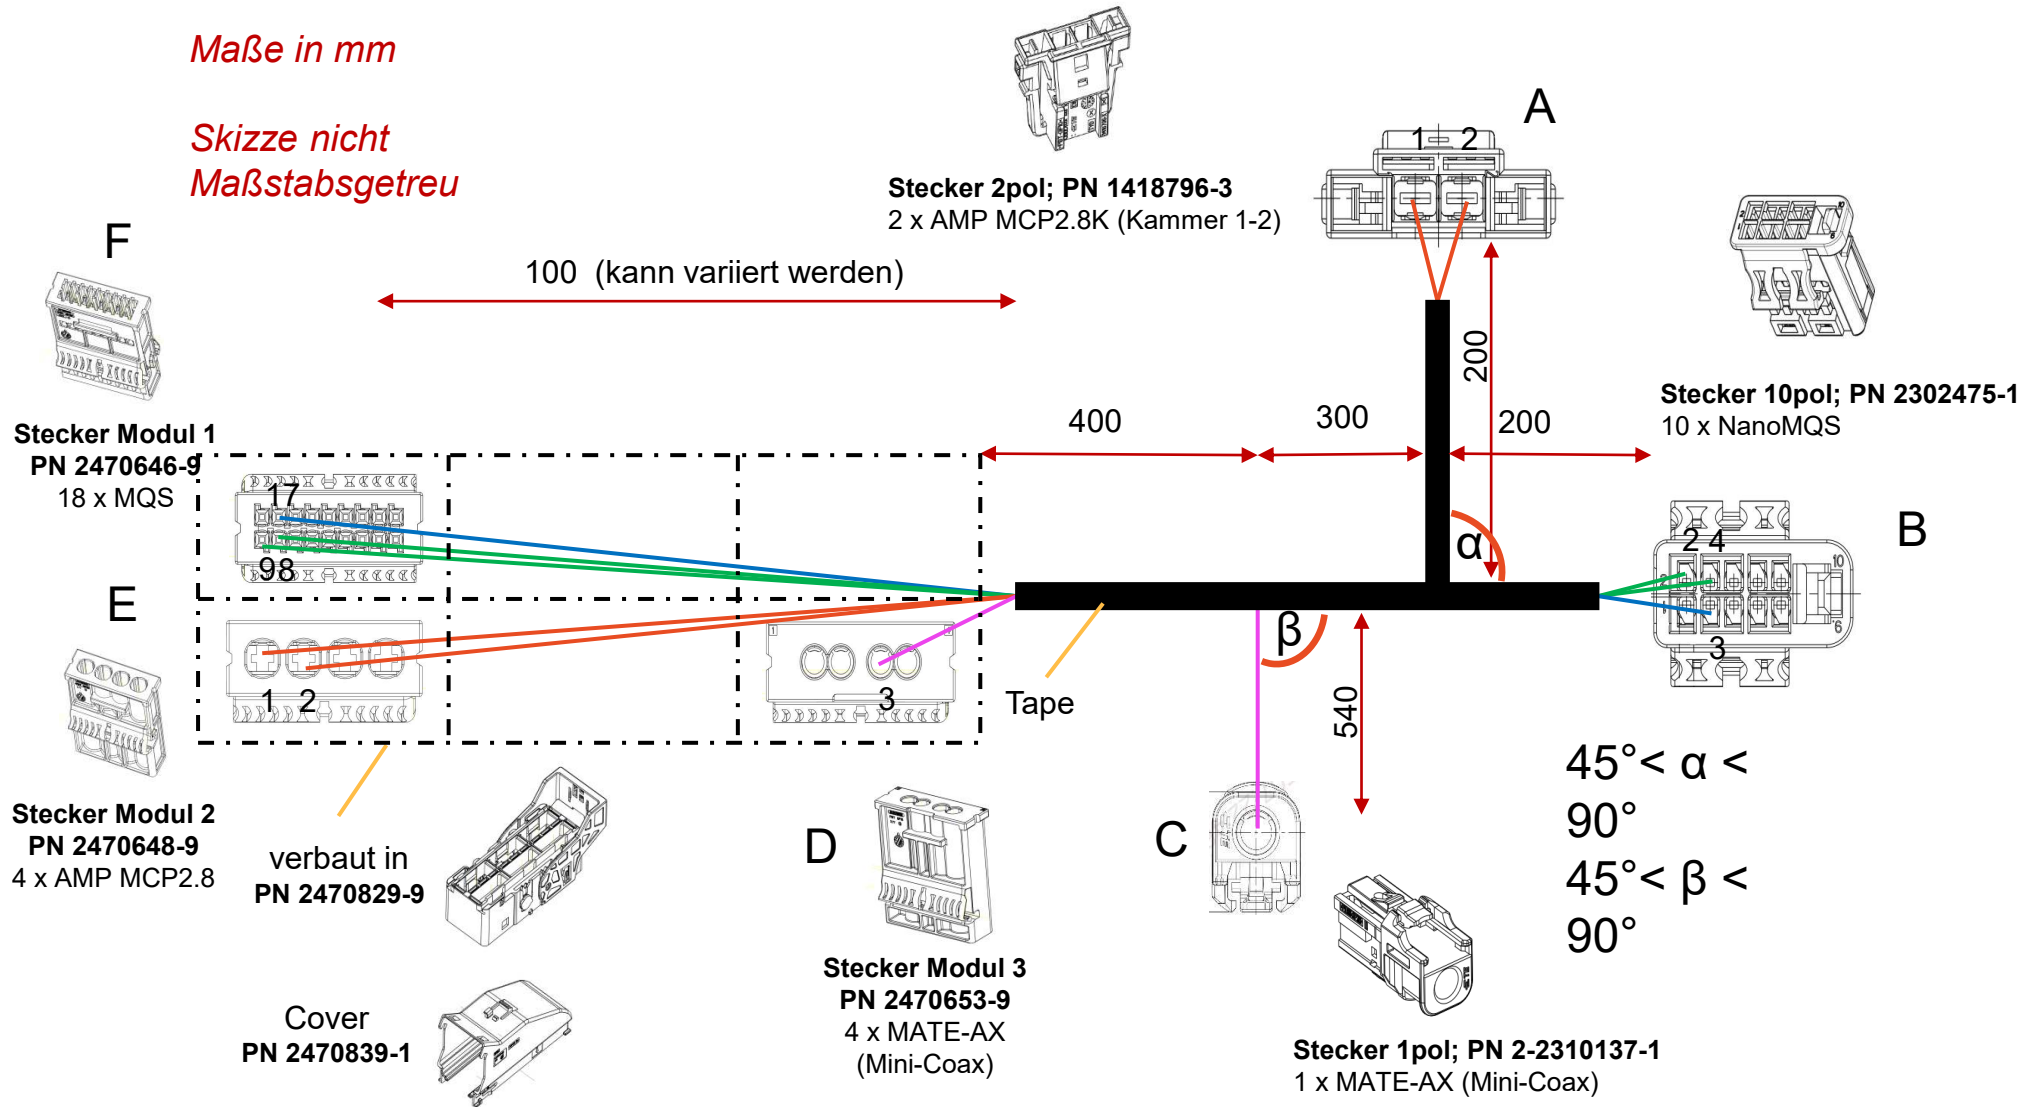 Maße in mm
Skizze nicht
Maßstabsgetreu
A
1 2
Stecker 2pol; PN 1418796-3
2 x AMP MCP2.8K (Kammer 1-2)
F
100 (kann variiert werden)
200
Stecker 10pol; PN 2302475-1
10 x NanoMQS
400
300
200
Stecker Modul 1
PN 2470646-9
18 x MQS
17
98
α
B
2 4
10
6
3
E
1 2
3
β
Tape
540
45°< α <
90°
45°< β <
90°
Stecker Modul 2
PN 2470648-9
4 x AMP MCP2.8
verbaut in
PN 2470829-9
D
C
Stecker Modul 3
PN 2470653-9
4 x MATE-AX
(Mini-Coax)
Cover
PN 2470839-1
Stecker 1pol; PN 2-2310137-1
1 x MATE-AX (Mini-Coax)